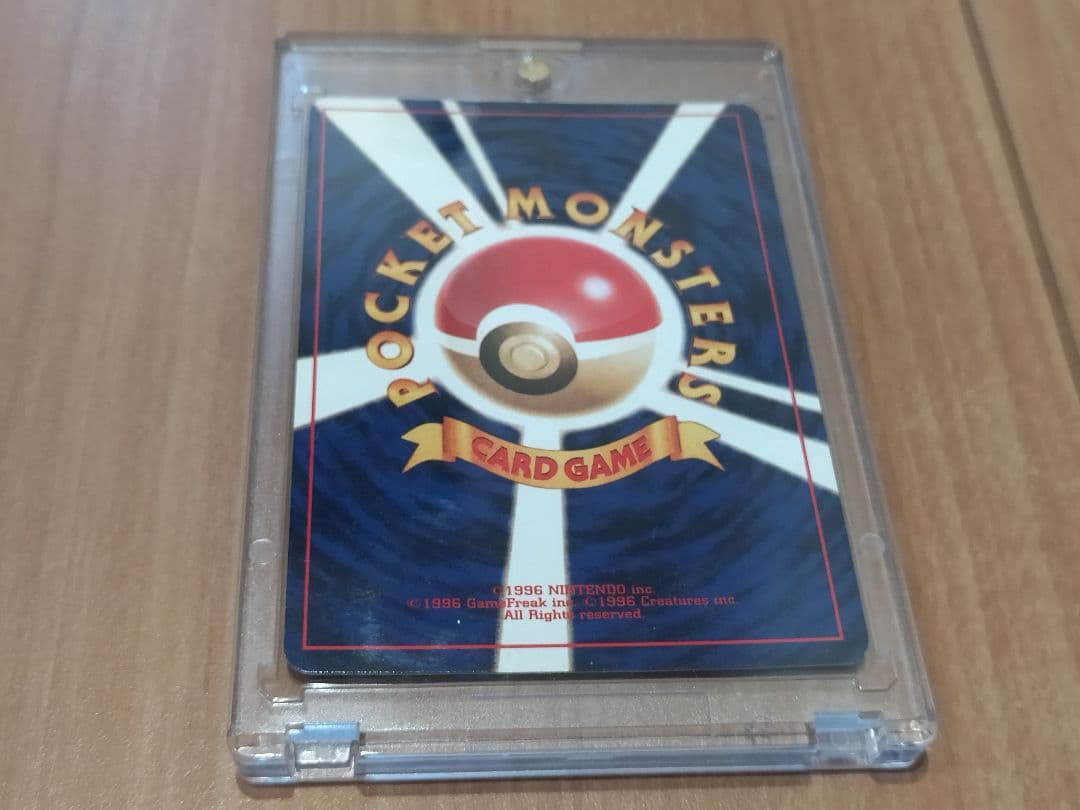 POCKET MONSTERS
CARD GAME
©1996 NINTENDO inc.
©1996 GameFreak inc. ©1996 Creatures inc.
All Rights reserved.